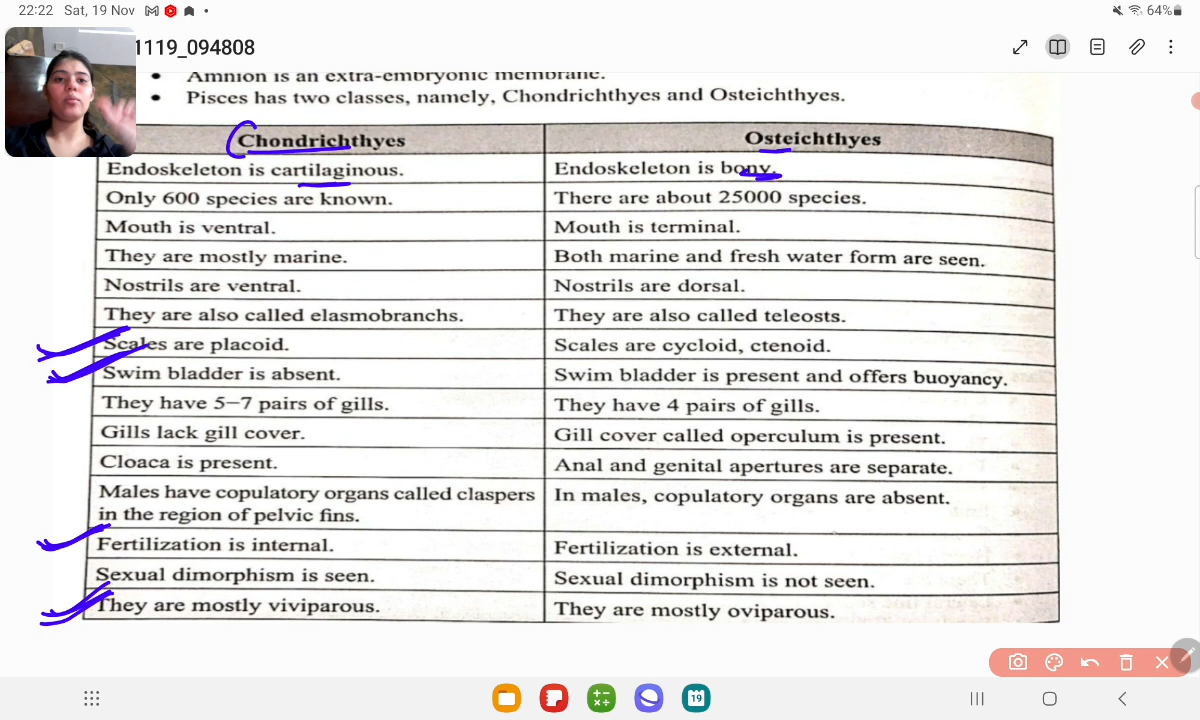 22:22 Sat, 19 Nov
64%
1119_094808
Amnion is an extra-embryonic membrane.
Pisces has two classes, namely, Chondrichthyes and Osteichthyes.
Chondrichthyes Osteichthyes
Endoskeleton is cartilaginous. Endoskeleton is bony.
Only 600 species are known. There are about 25000 species.
Mouth is ventral. Mouth is terminal.
They are mostly marine. Both marine and fresh water form are seen.
Nostrils are ventral. Nostrils are dorsal.
They are also called elasmobranchs. They are also called teleosts.
Scales are placoid. Scales are cycloid, ctenoid.
Swim bladder is absent. Swim bladder is present and offers buoyancy.
They have 5–7 pairs of gills. They have 4 pairs of gills.
Gills lack gill cover. Gill cover called operculum is present.
Cloaca is present. Anal and genital apertures are separate.
Males have copulatory organs called claspers In males, copulatory organs are absent.
in the region of pelvic fins.
Fertilization is internal. Fertilization is external.
Sexual dimorphism is seen. Sexual dimorphism is not seen.
They are mostly viviparous. They are mostly oviparous.
19